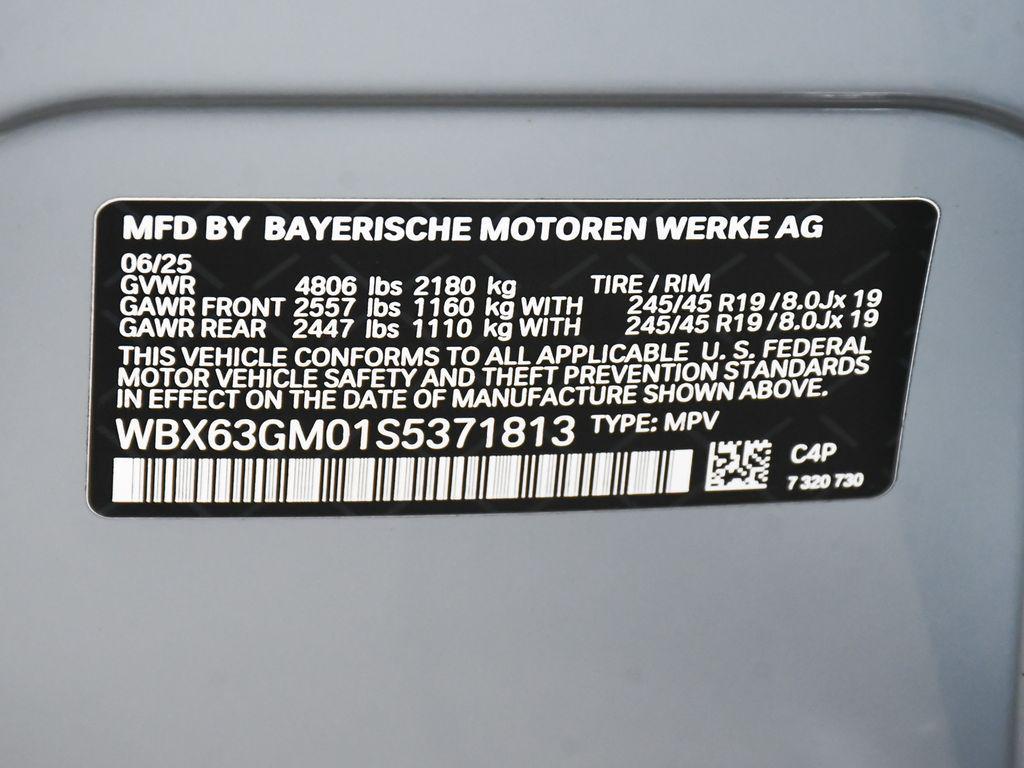 MFD BY BAYERISCHE MOTOREN WERKE AG
06/25
GVWR 4806 lbs 2180 kg TIRE / RIM
GAWR FRONT 2557 lbs 1160 kg WITH 245/45 R19 / 8.0Jx 19
GAWR REAR 2447 lbs 1110 kg WITH 245/45 R19 / 8.0Jx 19
THIS VEHICLE CONFORMS TO ALL APPLICABLE U. S. FEDERAL
MOTOR VEHICLE SAFETY AND THEFT PREVENTION STANDARDS
IN EFFECT ON THE DATE OF MANUFACTURE SHOWN ABOVE.
WBX63GM01S5371813 TYPE: MPV
C4P
7 320 730